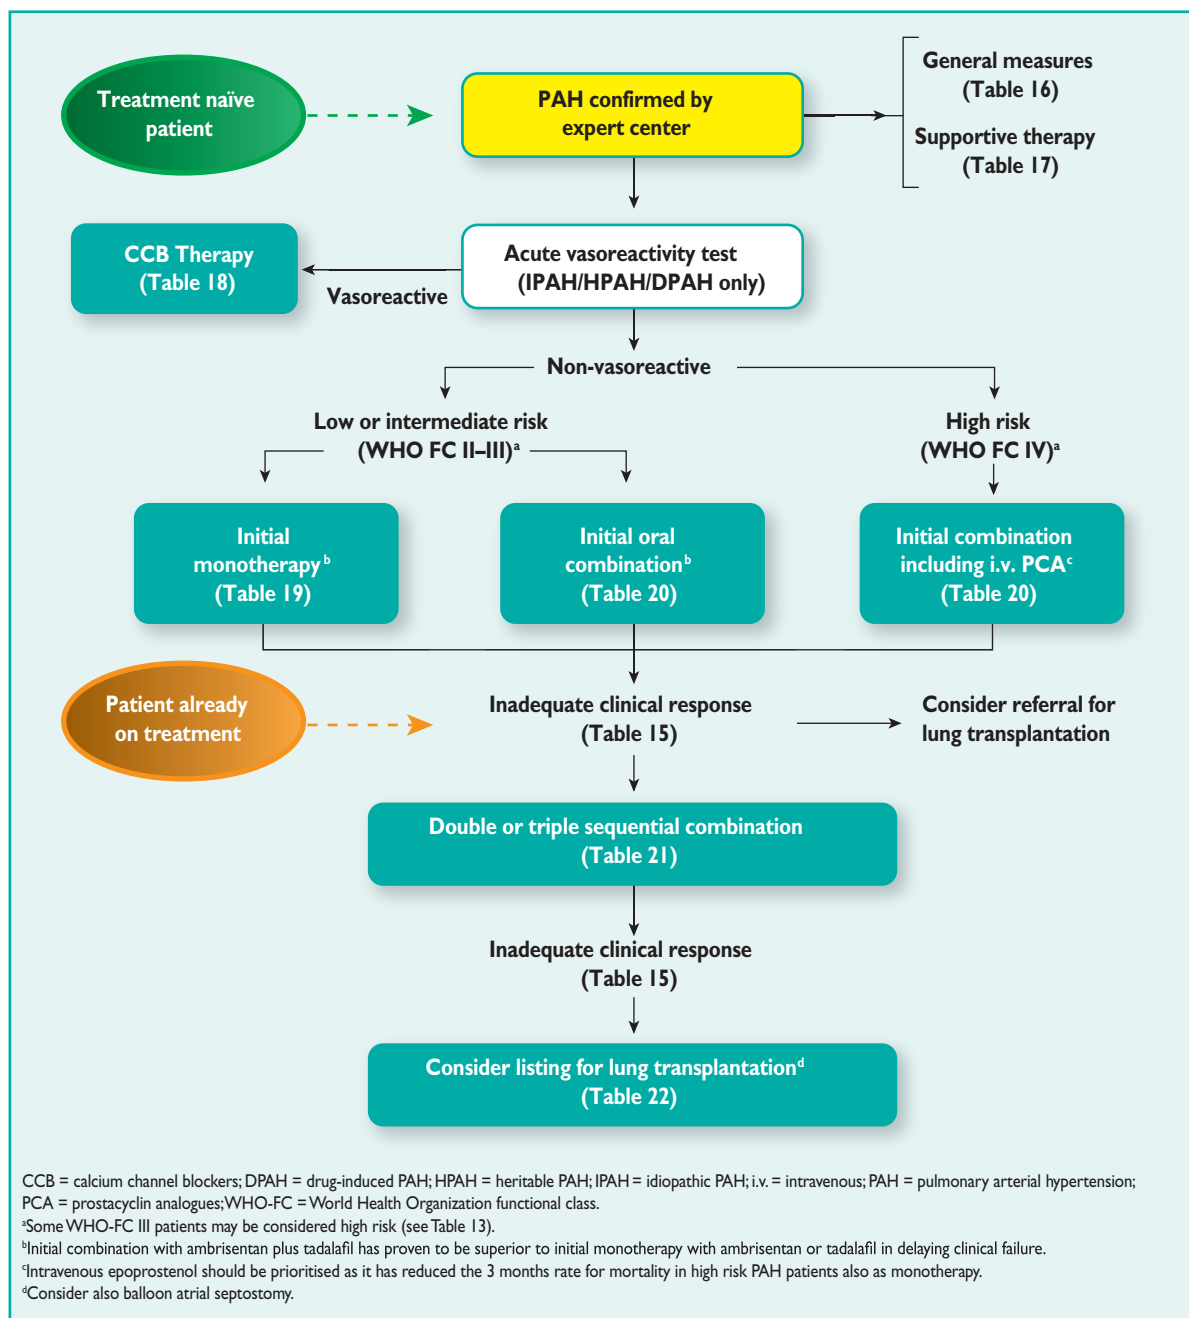 Treatment naïve
patient
PAH confirmed by
expert center
General measures
(Table 16)
Supportive therapy
(Table 17)
CCB Therapy
(Table 18)
Vasoreactive
Acute vasoreactivity test
(IPAH/HPAH/DPAH only)
Non-vasoreactive
Low or intermediate risk
(WHO FC II–III)a
High risk
(WHO FC IV)a
Initial
monotherapyb
(Table 19)
Initial oral
combinationb
(Table 20)
Initial combination
including i.v. PCAc
(Table 20)
Patient already
on treatment
Inadequate clinical response
(Table 15)
Consider referral for
lung transplantation
Double or triple sequential combination
(Table 21)
Inadequate clinical response
(Table 15)
Consider listing for lung transplantationd
(Table 22)
CCB = calcium channel blockers; DPAH = drug-induced PAH; HPAH = heritable PAH; IPAH = idiopathic PAH; i.v. = intravenous; PAH = pulmonary arterial hypertension;
PCA = prostacyclin analogues; WHO-FC = World Health Organization functional class.
aSome WHO-FC III patients may be considered high risk (see Table 13).
bInitial combination with ambrisentan plus tadalafil has proven to be superior to initial monotherapy with ambrisentan or tadalafil in delaying clinical failure.
cIntravenous epoprostenol should be prioritised as it has reduced the 3 months rate for mortality in high risk PAH patients also as monotherapy.
dConsider also balloon atrial septostomy.